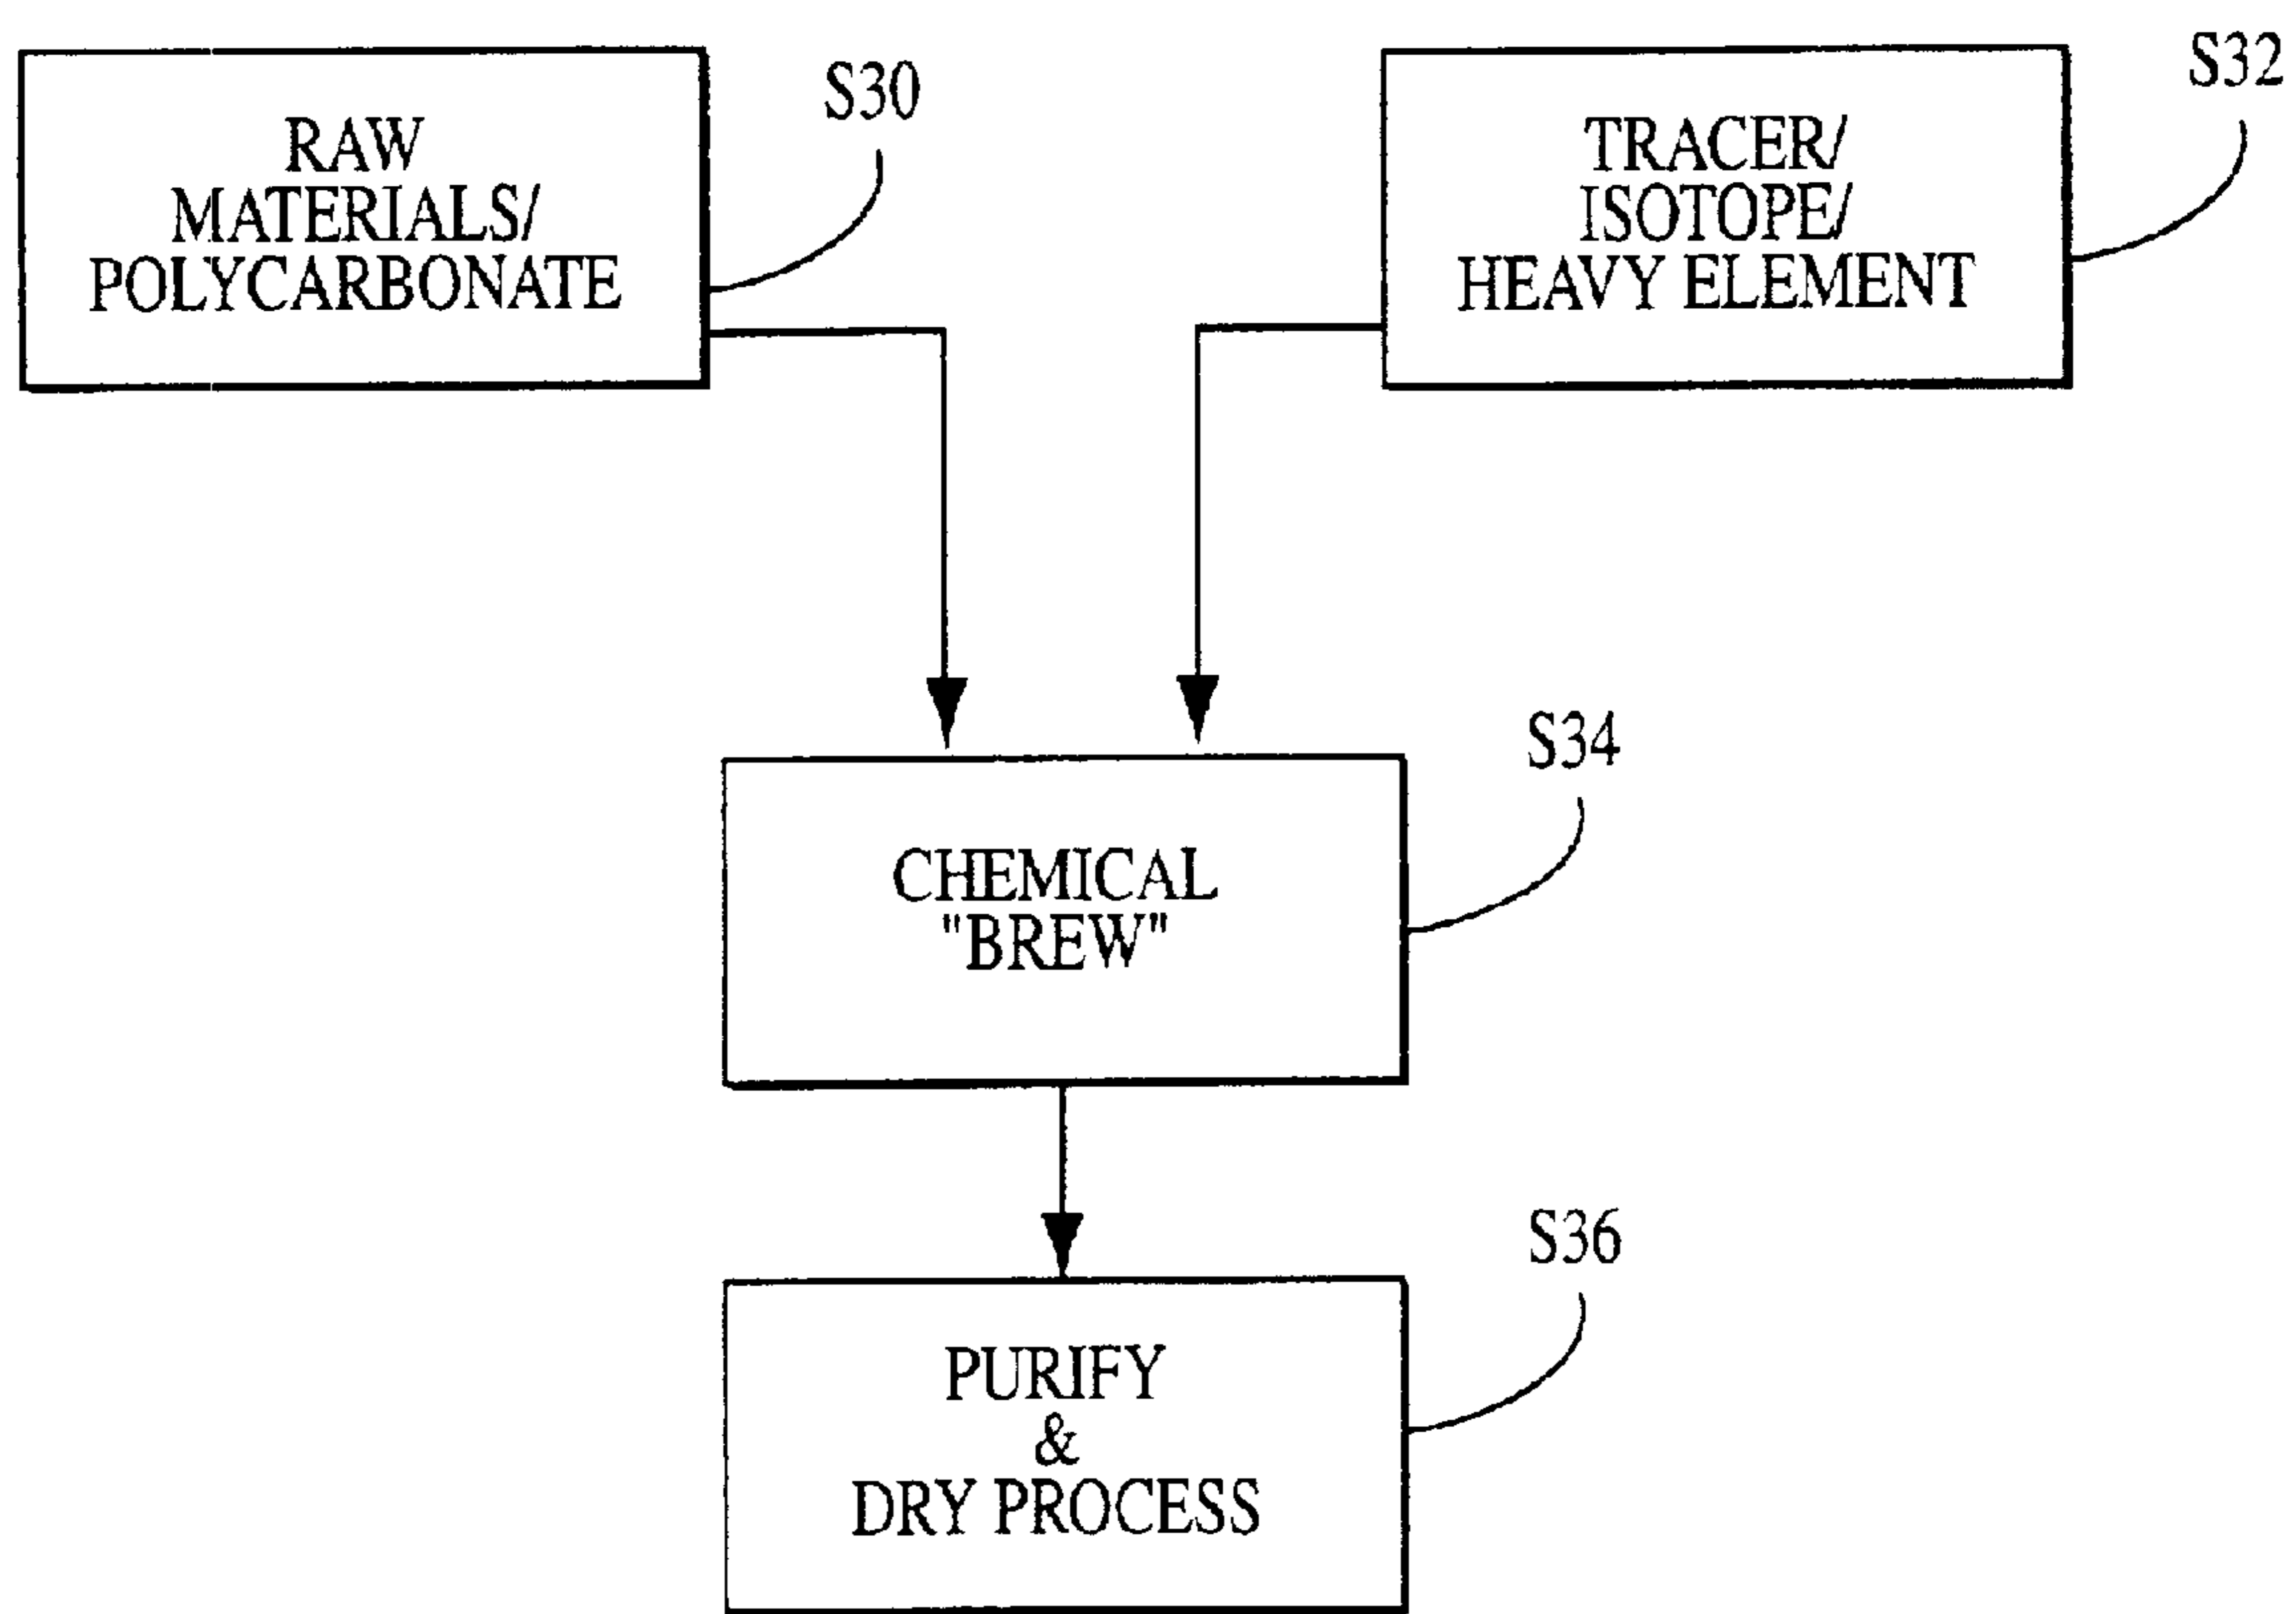 RAW
MATERIALS/
POLYCARBONATE
S30
TRACER/
ISOTOPE/
HEAVY ELEMENT
S32
CHEMICAL
"BREW"
S34
PURIFY
&
DRY PROCESS
S36